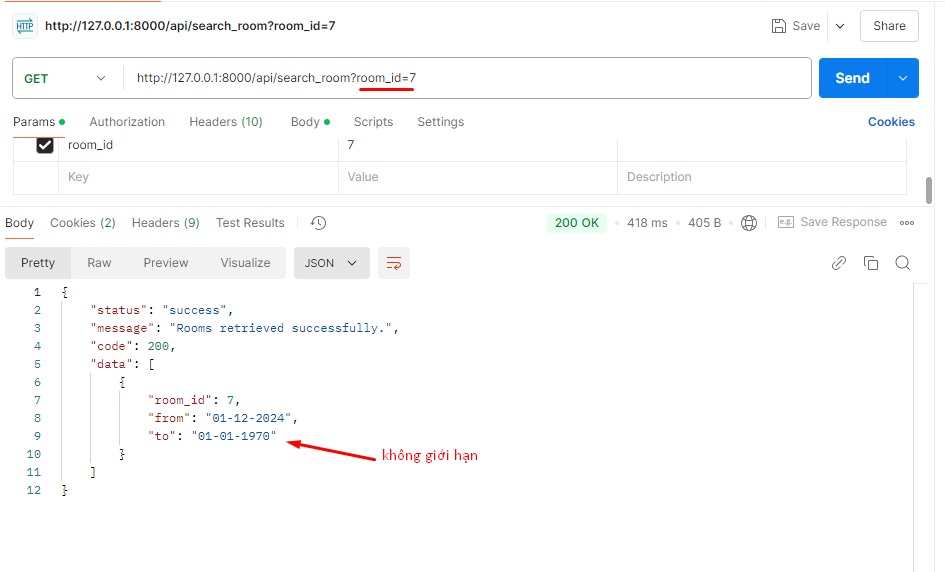 HTTP http://127.0.0.1:8000/api/search_room?room_id=7 Save Share
GET http://127.0.0.1:8000/api/search_room?room_id=7 Send
Params Authorization Headers (10) Body Scripts Settings Cookies
room_id 7
Key Value Description
Body Cookies (2) Headers (9) Test Results 200 OK 418 ms 405 B e.g. Save Response
Pretty Raw Preview Visualize JSON
1 {
2 "status": "success",
3 "message": "Rooms retrieved successfully.",
4 "code": 200,
5 "data": [
6 {
7 "room_id": 7,
8 "from": "01-12-2024",
9 "to": "01-01-1970"
không giới hạn
10 }
11 ]
12 }